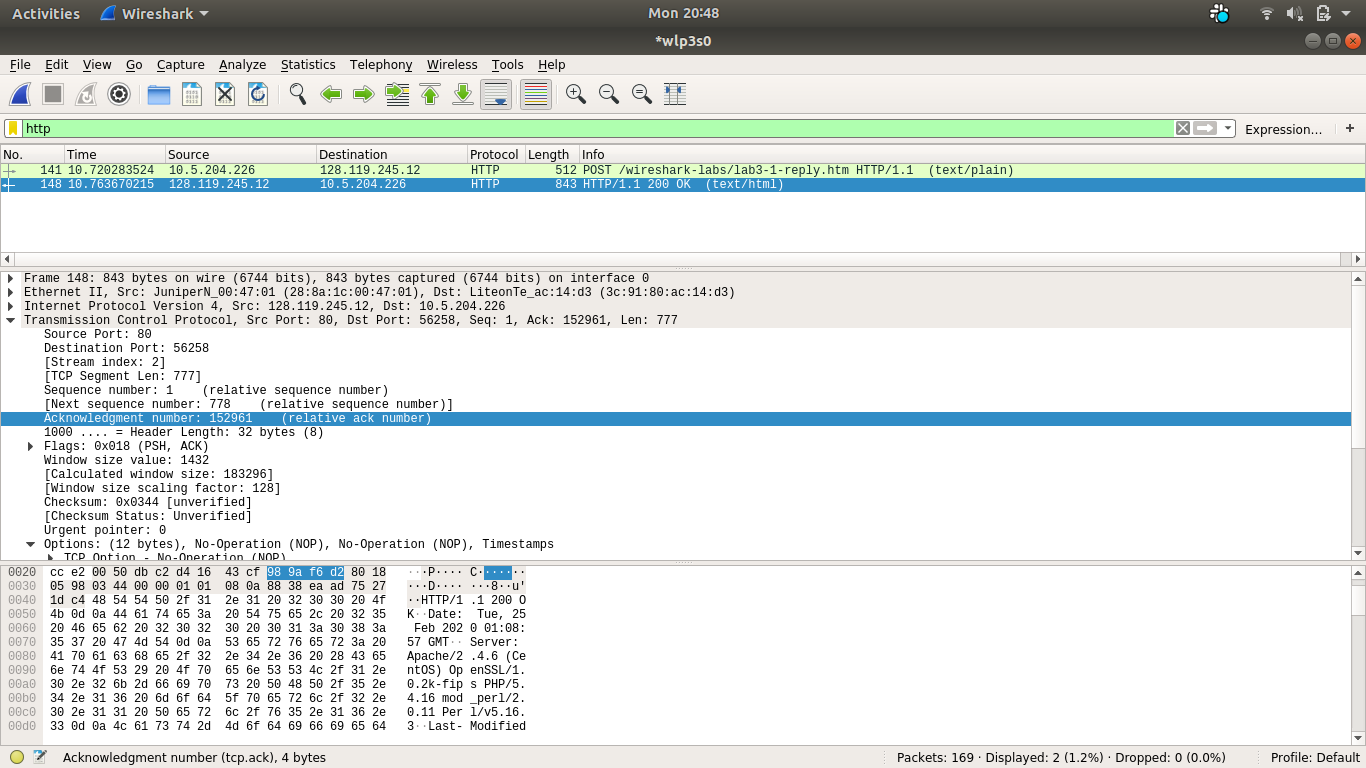 Activities Wireshark Mon 20:48
*wlp3s0
File Edit View Go Capture Analyze Statistics Telephony Wireless Tools Help
http Expression… +
No. Time Source Destination Protocol Length Info
141 10.720283524 10.5.204.226 128.119.245.12 HTTP 512 POST /wireshark-labs/lab3-1-reply.htm HTTP/1.1 (text/plain)
148 10.763670215 128.119.245.12 10.5.204.226 HTTP 843 HTTP/1.1 200 OK (text/html)
Frame 148: 843 bytes on wire (6744 bits), 843 bytes captured (6744 bits) on interface 0
Ethernet II, Src: JuniperN_00:47:01 (28:8a:1c:00:47:01), Dst: LiteonTe_ac:14:d3 (3c:91:80:ac:14:d3)
Internet Protocol Version 4, Src: 128.119.245.12, Dst: 10.5.204.226
Transmission Control Protocol, Src Port: 80, Dst Port: 56258, Seq: 1, Ack: 152961, Len: 777
Source Port: 80
Destination Port: 56258
[Stream index: 2]
[TCP Segment Len: 777]
Sequence number: 1 (relative sequence number)
[Next sequence number: 778 (relative sequence number)]
Acknowledgment number: 152961 (relative ack number)
1000 .... = Header Length: 32 bytes (8)
Flags: 0x018 (PSH, ACK)
Window size value: 1432
[Calculated window size: 183296]
[Window size scaling factor: 128]
Checksum: 0x0344 [unverified]
[Checksum Status: Unverified]
Urgent pointer: 0
Options: (12 bytes), No-Operation (NOP), No-Operation (NOP), Timestamps
TCP Option - No-Operation (NOP)
0020 cc e2 00 50 db c2 d4 16 43 cf 98 9a f6 d2 80 18 ···P···· C·······
0030 05 98 03 44 00 00 01 01 08 0a 88 38 ea ad 75 27 ···D···· ···8··u'
0040 1d c4 48 54 54 50 2f 31 2e 31 20 32 30 30 20 4f ··HTTP/1 .1 200 O
0050 4b 0d 0a 44 61 74 65 3a 20 54 75 65 2c 20 32 35 K··Date: Tue, 25
0060 20 46 65 62 20 32 30 32 30 20 30 31 3a 30 38 3a Feb 202 0 01:08:
0070 35 37 20 47 4d 54 0d 0a 53 65 72 76 65 72 3a 20 57 GMT·· Server:
0080 41 70 61 63 68 65 2f 32 2e 34 2e 36 20 28 43 65 Apache/2 .4.6 (Ce
0090 6e 74 4f 53 29 20 4f 70 65 6e 53 53 4c 2f 31 2e ntOS) Op enSSL/1.
00a0 30 2e 32 6b 2d 66 69 70 73 20 50 48 50 2f 35 2e 0.2k-fip s PHP/5.
00b0 34 2e 31 36 20 6d 6f 64 5f 70 65 72 6c 2f 32 2e 4.16 mod _perl/2.
00c0 30 2e 31 31 20 50 65 72 6c 2f 76 35 2e 31 36 2e 0.11 Per l/v5.16.
00d0 33 0d 0a 4c 61 73 74 2d 4d 6f 64 69 66 69 65 64 3··Last- Modified
Acknowledgment number (tcp.ack), 4 bytes Packets: 169 · Displayed: 2 (1.2%) · Dropped: 0 (0.0%) Profile: Default